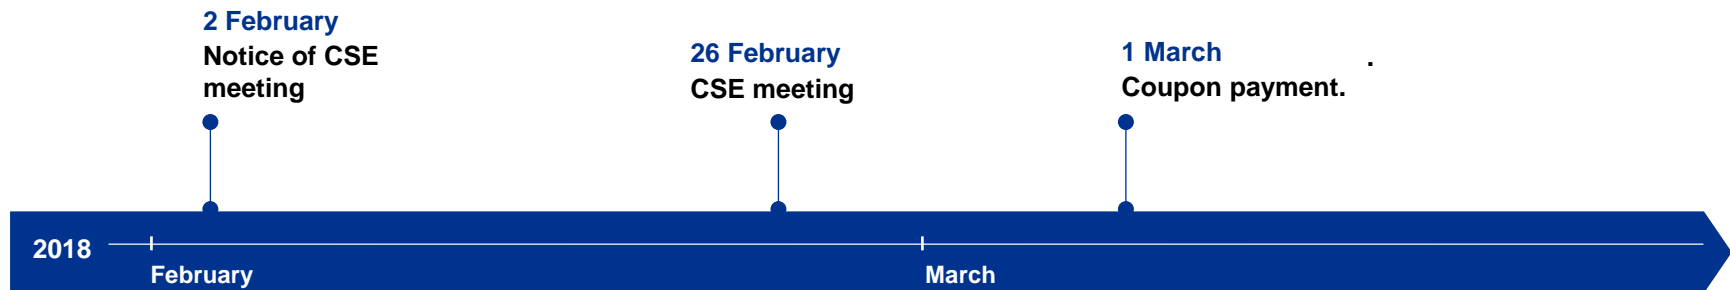 2 February
Notice of CSE
meeting
26 February
CSE meeting
1 March
.
Coupon payment.
2018
February
March